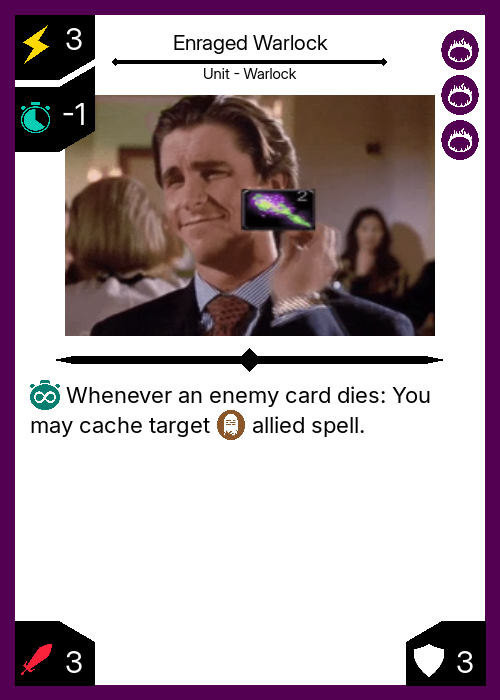 3
Enraged Warlock
Unit - Warlock
-1
2
Whenever an enemy card dies: You
may cache target allied spell.
3
3